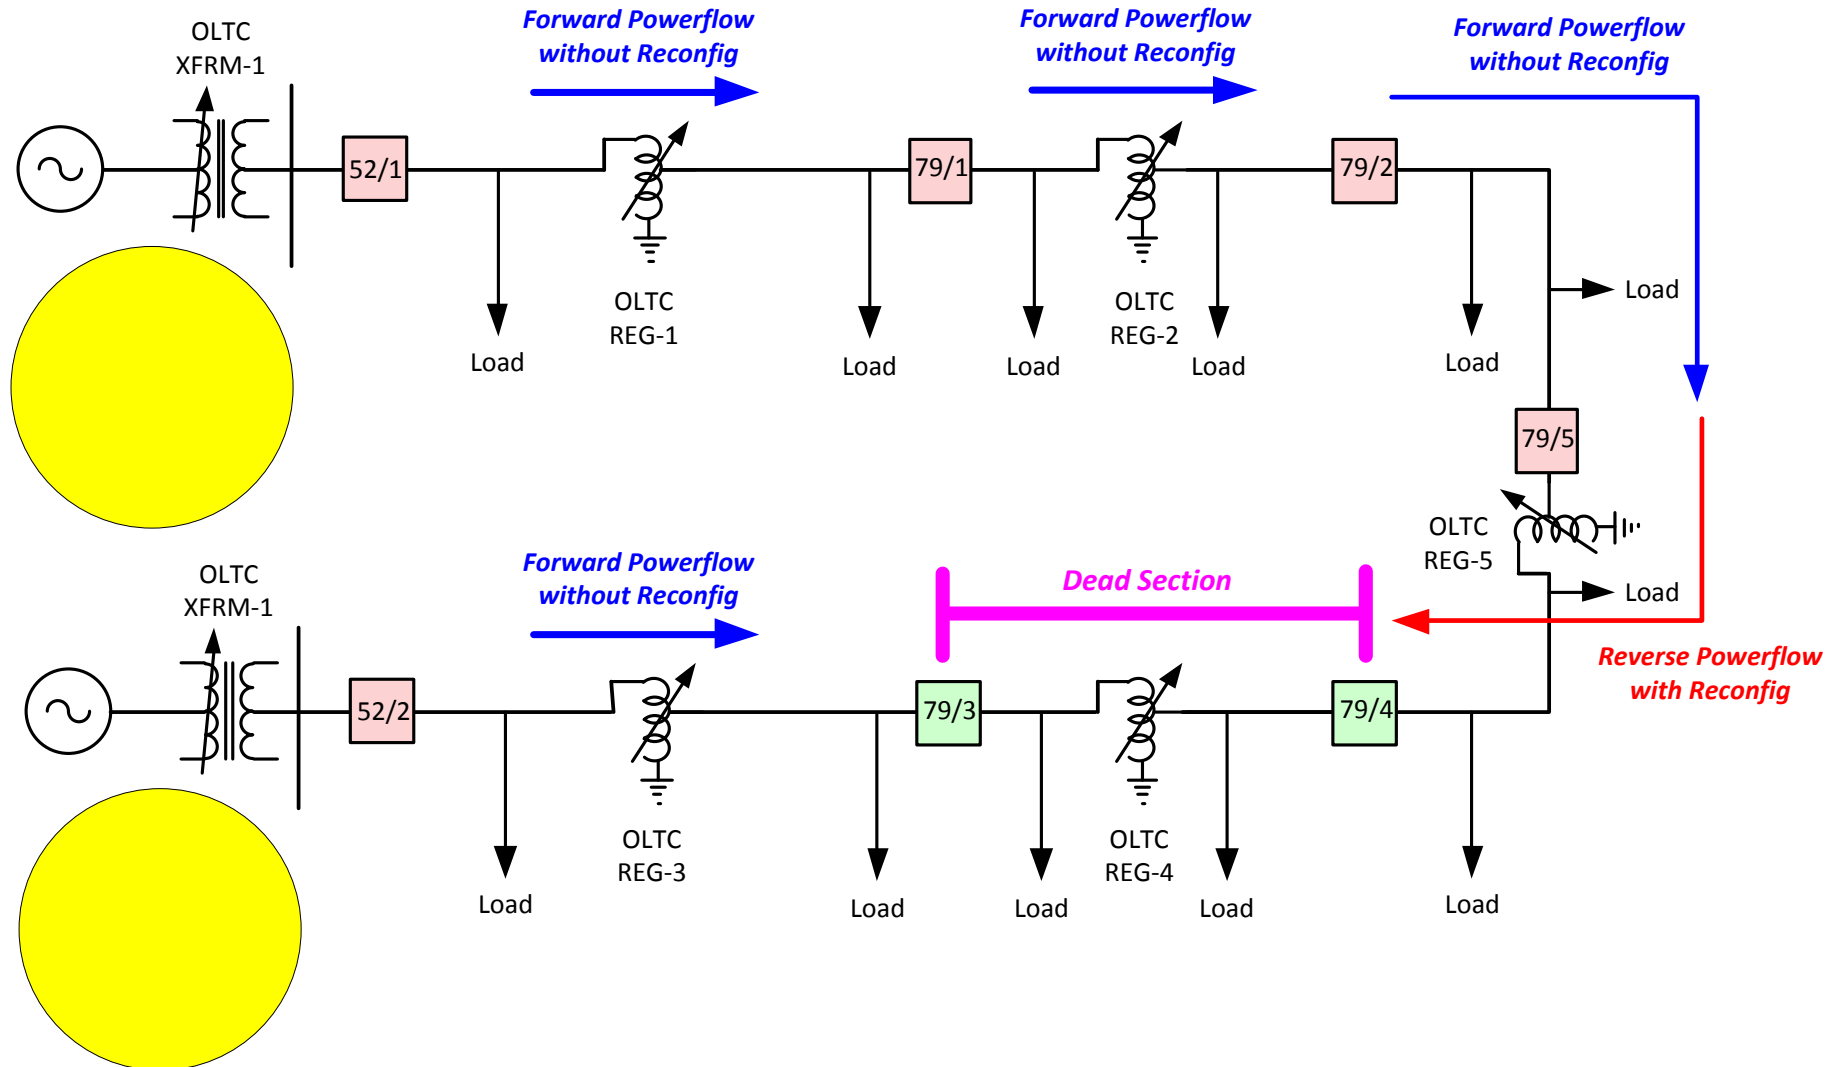 OLTC
XFRM-1
Forward Powerflow
without Reconfig
Forward Powerflow
without Reconfig
Forward Powerflow
without Reconfig
52/1
79/1
79/2
OLTC
REG-1
OLTC
REG-2
Load
Load
Load
Load
Load
Load
79/5
OLTC
REG-5
Load
OLTC
XFRM-1
Forward Powerflow
without Reconfig
Dead Section
Reverse Powerflow
with Reconfig
52/2
79/3
79/4
OLTC
REG-3
OLTC
REG-4
Load
Load
Load
Load
Load